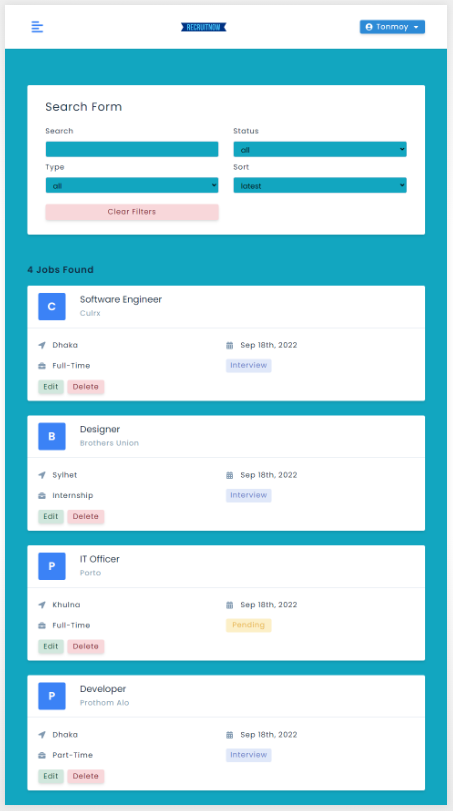 RECRUITNOW
Tonmoy
Search Form
Search
Status
all
Type
Sort
all
latest
Clear Filters
4 Jobs Found
C
Software Engineer
Culrx
Dhaka
Sep 18th, 2022
Full-Time
Interview
Edit
Delete
B
Designer
Brothers Union
Sylhet
Sep 18th, 2022
Internship
Interview
Edit
Delete
P
IT Officer
Porto
Khulna
Sep 18th, 2022
Full-Time
Pending
Edit
Delete
P
Developer
Prothom Alo
Dhaka
Sep 18th, 2022
Part-Time
Interview
Edit
Delete